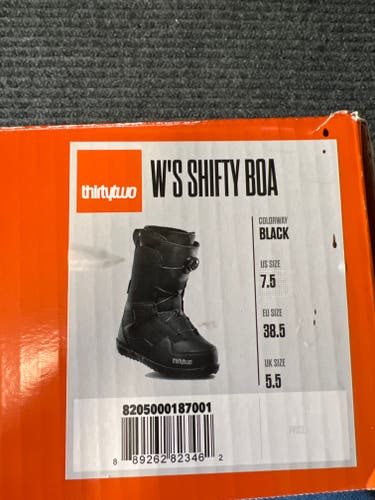 thirtytwo
W'S SHIFTY BOA
COLORWAY
BLACK
US SIZE
7.5
EU SIZE
38.5
UK SIZE
5.5
thirtytwo
8205000187001
8 89262 82346 2